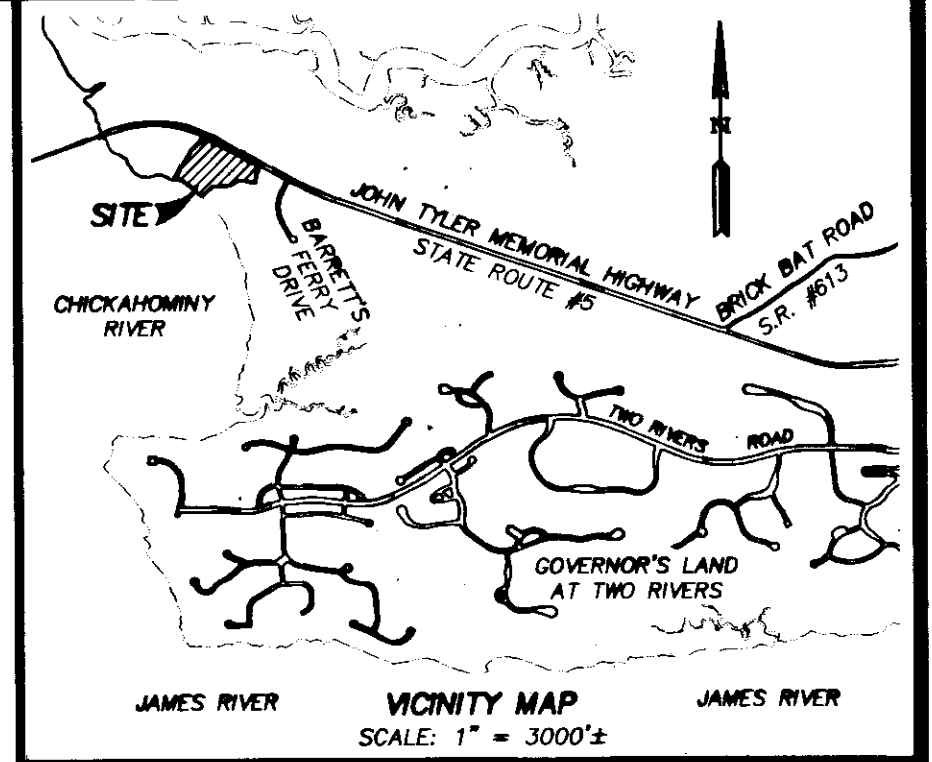 N
SITE
JOHN TYLER MEMORIAL HIGHWAY
STATE ROUTE #5
BRICK BAT ROAD
S.R. #613
BARRETT'S
FERRY
DRIVE
CHICKAHOMINY
RIVER
TWO RIVERS ROAD
GOVERNOR'S LAND
AT TWO RIVERS
JAMES RIVER
VICINITY MAP
JAMES RIVER
SCALE: 1" = 3000'±